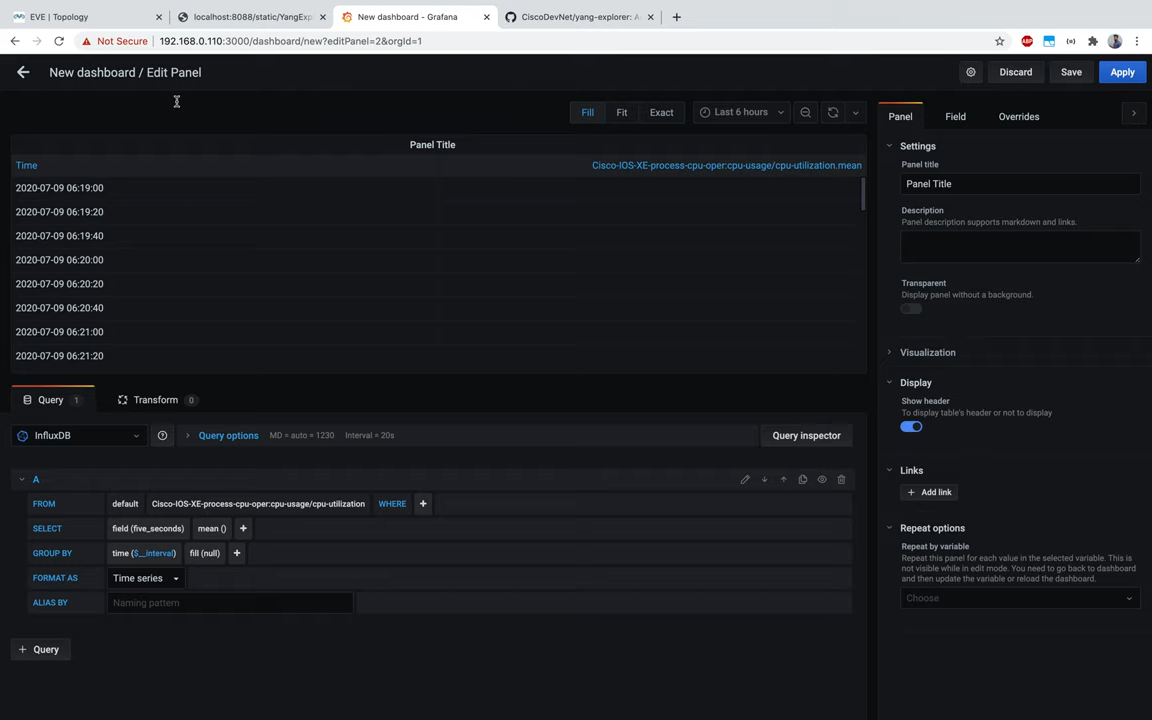 EVE | Topology
localhost:8088/static/YangExp
New dashboard - Grafana
CiscoDevNet/yang-explorer: A
Not Secure
192.168.0.110:3000/dashboard/new?editPanel=2&orgId=1
ABP
New dashboard / Edit Panel
Discard
Save
Apply
Fill
Fit
Exact
Last 6 hours
Panel
Field
Overrides
Panel Title
Time
Cisco-IOS-XE-process-cpu-oper:cpu-usage/cpu-utilization.mean
2020-07-09 06:19:00
2020-07-09 06:19:20
2020-07-09 06:19:40
2020-07-09 06:20:00
2020-07-09 06:20:20
2020-07-09 06:20:40
2020-07-09 06:21:00
2020-07-09 06:21:20
Settings
Panel title
Panel Title
Description
Panel description supports markdown and links.
Transparent
Display panel without a background.
Visualization
Display
Show header
To display table's header or not to display
Links
Add link
Repeat options
Repeat by variable
Repeat this panel for each value in the selected variable. This is
not visible while in edit mode. You need to go back to dashboard
and then update the variable or reload the dashboard.
Choose
Query 1
Transform 0
InfluxDB
Query options
MD = auto = 1230
Interval = 20s
Query inspector
A
FROM default Cisco-IOS-XE-process-cpu-oper:cpu-usage/cpu-utilization WHERE +
SELECT field (five_seconds) mean () +
GROUP BY time ($__interval) fill (null) +
FORMAT AS Time series
ALIAS BY Naming pattern
+ Query